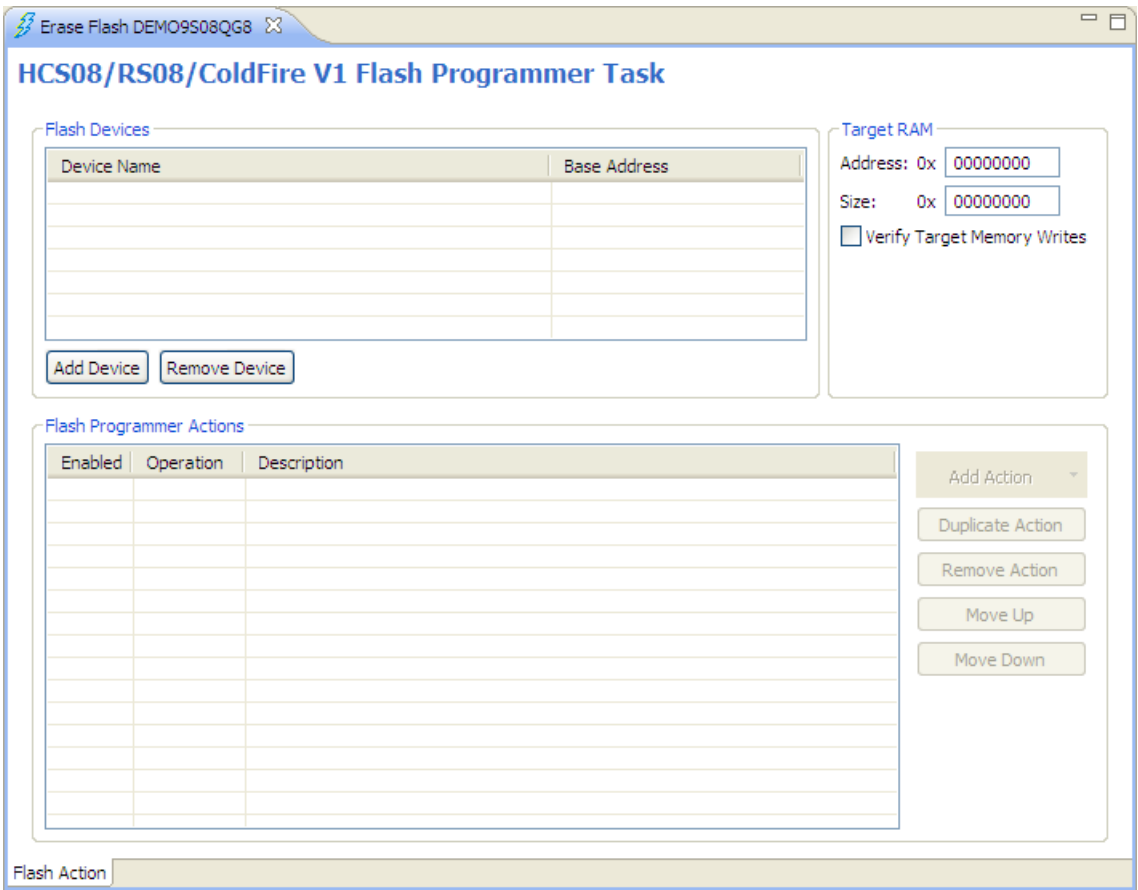 Erase Flash DEMO9S08QG8
HCS08/RS08/ColdFire V1 Flash Programmer Task
Flash Devices
Device Name Base Address
Add Device Remove Device
Target RAM
Address: 0x 00000000
Size: 0x 00000000
Verify Target Memory Writes
Flash Programmer Actions
Enabled Operation Description
Add Action
Duplicate Action
Remove Action
Move Up
Move Down
Flash Action